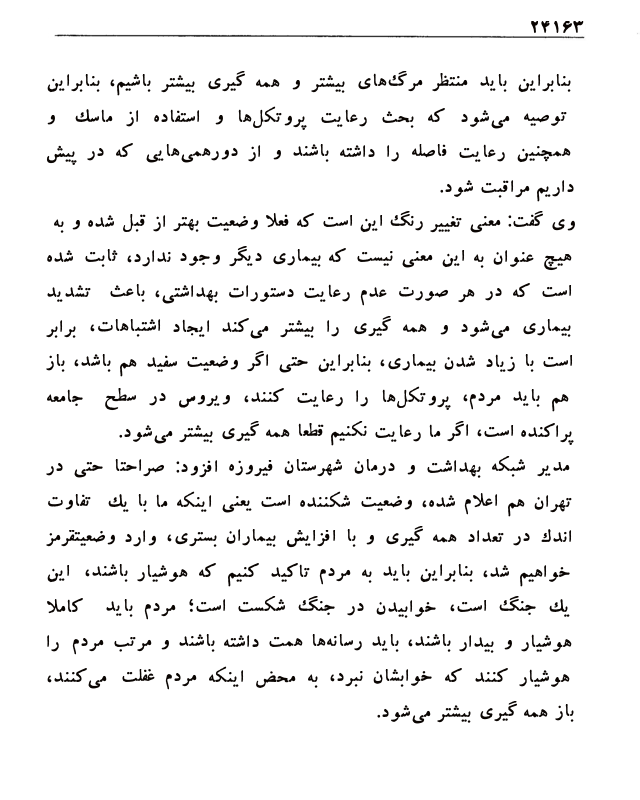 ۲۴۱۶۳
بنابراین باید منتظر مرگ‌های بیشتر و همه گیری بیشتر باشیم، بنابراین
توصیه می‌شود که بحث رعایت پروتکل‌ها و استفاده از ماسک و
همچنین رعایت فاصله را داشته باشند و از دورهمی‌هایی که در پیش
داریم مراقبت شود.
وی گفت: معنی تغییر رنگ این است که فعلا وضعیت بهتر از قبل شده و به
هیچ عنوان به این معنی نیست که بیماری دیگر وجود ندارد، ثابت شده
است که در هر صورت عدم رعایت دستورات بهداشتی، باعث تشدید
بیماری می‌شود و همه گیری را بیشتر می‌کند ایجاد اشتباهات، برابر
است با زیاد شدن بیماری، بنابراین حتی اگر وضعیت سفید هم باشد، باز
هم باید مردم، پروتکل‌ها را رعایت کنند، ویروس در سطح جامعه
پراکنده است، اگر ما رعایت نکنیم قطعا همه گیری بیشتر می‌شود.
مدیر شبکه بهداشت و درمان شهرستان فیروزه افزود: صراحتا حتی در
تهران هم اعلام شده، وضعیت شکننده است یعنی اینکه ما با یك تفاوت
اندك در تعداد همه گیری و با افزایش بیماران بستری، وارد وضعیتقرمز
خواهیم شد، بنابراین باید به مردم تاکید کنیم که هوشیار باشند، این
یك جنگ است، خوابیدن در جنگ شکست است؛ مردم باید کاملا
هوشیار و بیدار باشند، باید رسانه‌ها همت داشته باشند و مرتب مردم را
هوشیار کنند که خوابشان نبرد، به محض اینکه مردم غفلت می‌کنند،
باز همه گیری بیشتر می‌شود.